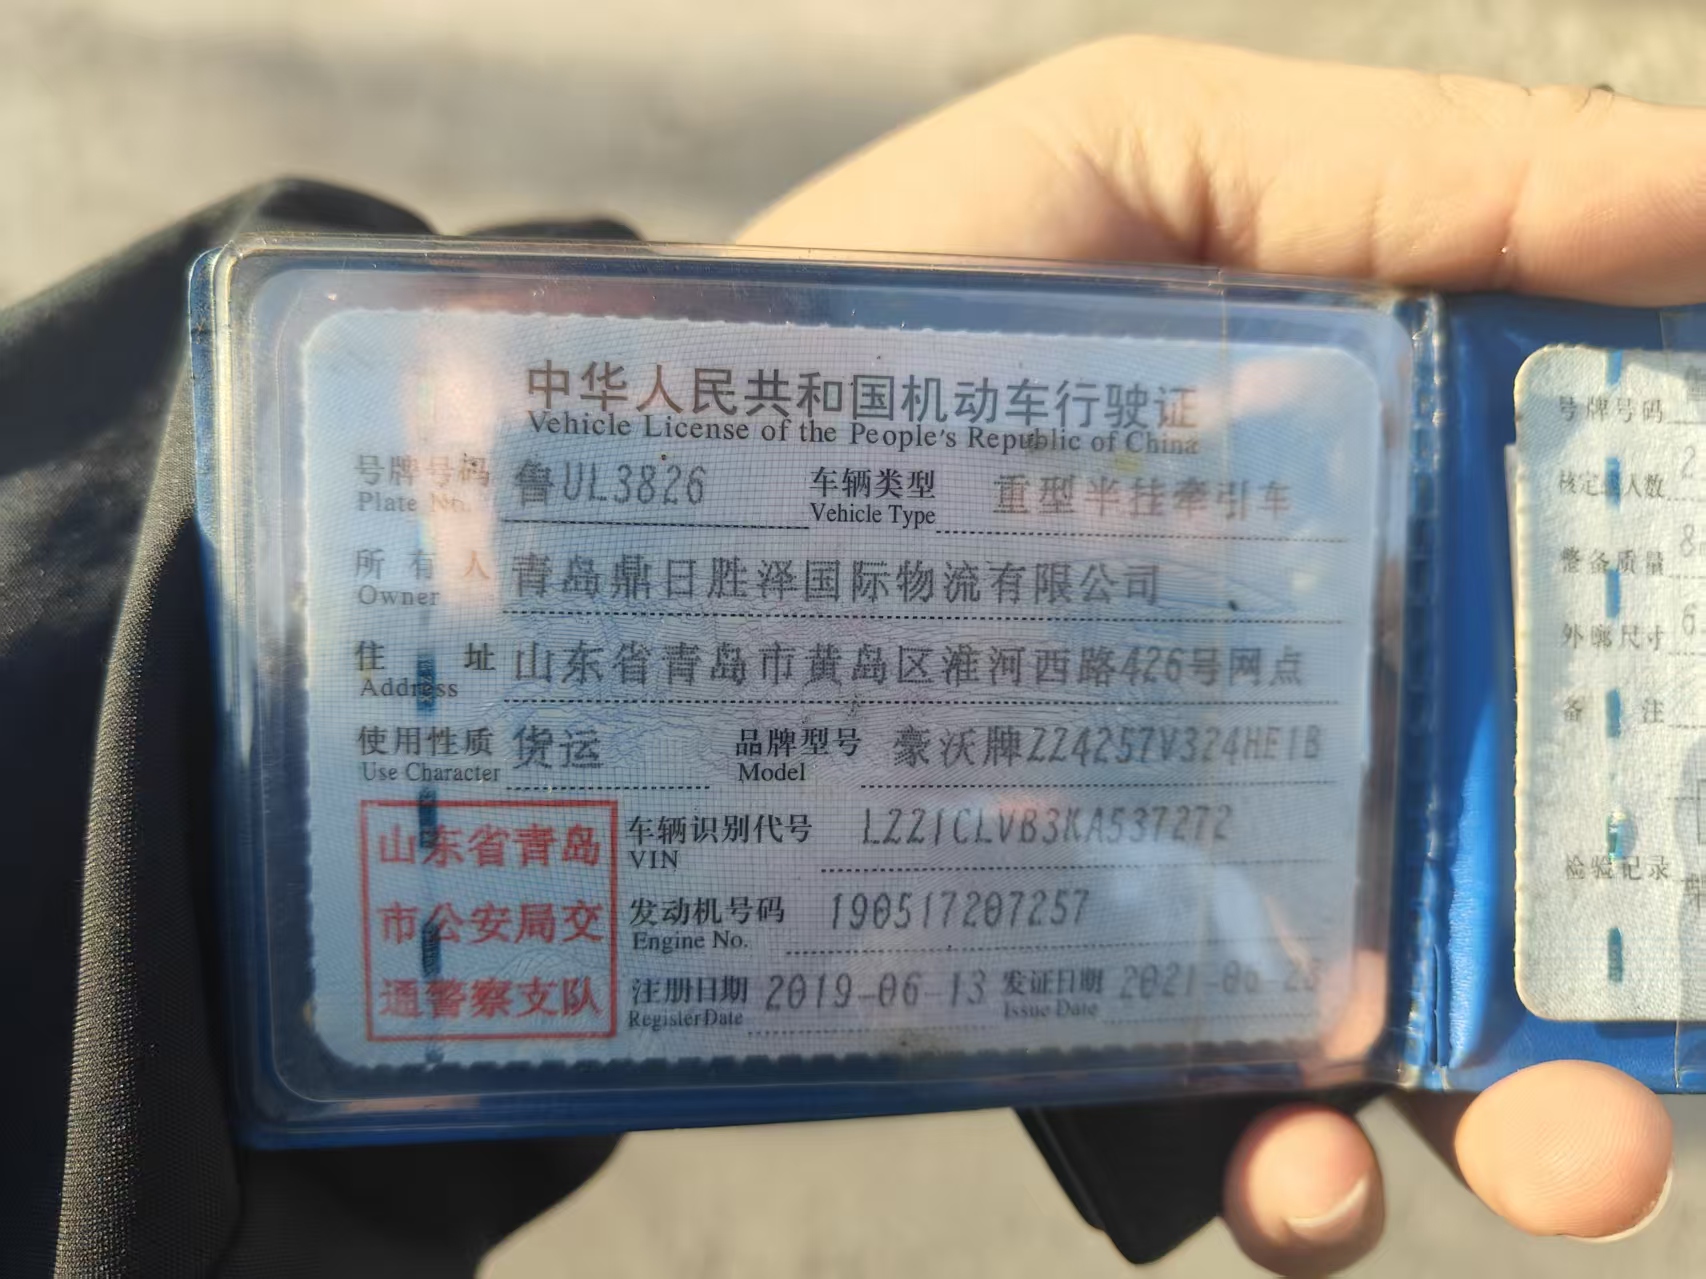 中华人民共和国机动车行驶证
Vehicle License of the People's Republic of China
号牌号码 鲁UL3826 车辆类型 重型半挂牵引车
Plate No. Vehicle Type
所有人 青岛鼎日胜泽国际物流有限公司
Owner
住址 山东省青岛市黄岛区淮河西路426号网点
Address
使用性质 货运 品牌型号 豪沃牌ZZ4257V324HE1B
Use Character Model
山东省青岛
市公安局交
通警察支队
车辆识别代号 LZZ1CLVB3KA537272
VIN
发动机号码 190517207257
Engine No.
注册日期 2019-06-13 发证日期 2021-06-23
Register Date Issue Date
号牌号码
核定人数 2
整备质量 8
外廓尺寸 6
备注
检验记录